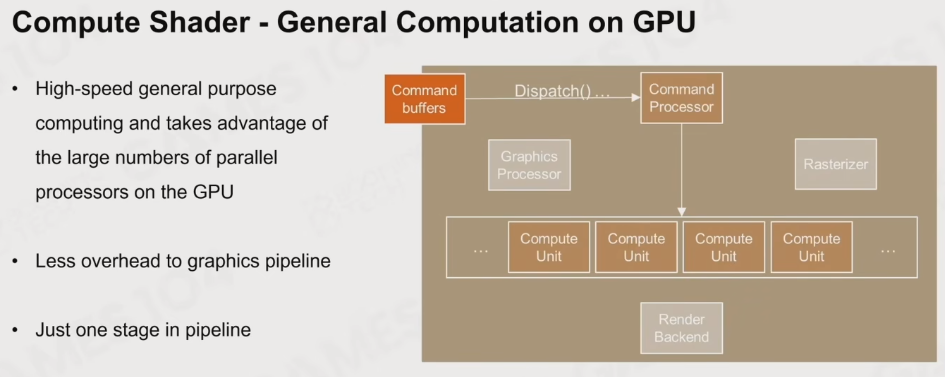 Compute Shader - General Computation on GPU
• High-speed general purpose
computing and takes advantage of
the large numbers of parallel
processors on the GPU
• Less overhead to graphics pipeline
• Just one stage in pipeline
Command
buffers
Dispatch() ...
Command
Processor
Graphics
Processor
Rasterizer
...
Compute
Unit
Compute
Unit
Compute
Unit
Compute
Unit
...
Render
Backend